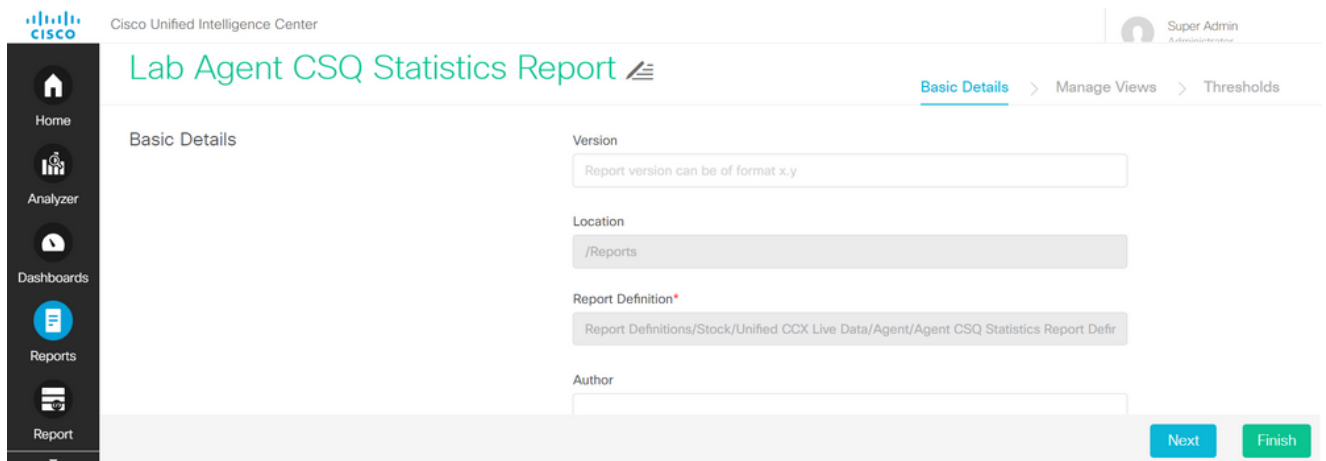 CISCO
Cisco Unified Intelligence Center
Super Admin
Administrator
Lab Agent CSQ Statistics Report
Basic Details > Manage Views > Thresholds
Home
Analyzer
Dashboards
Reports
Report
Basic Details
Version
Report version can be of format x.y
Location
/Reports
Report Definition*
Report Definitions/Stock/Unified CCX Live Data/Agent/Agent CSQ Statistics Report Defir
Author
Next
Finish